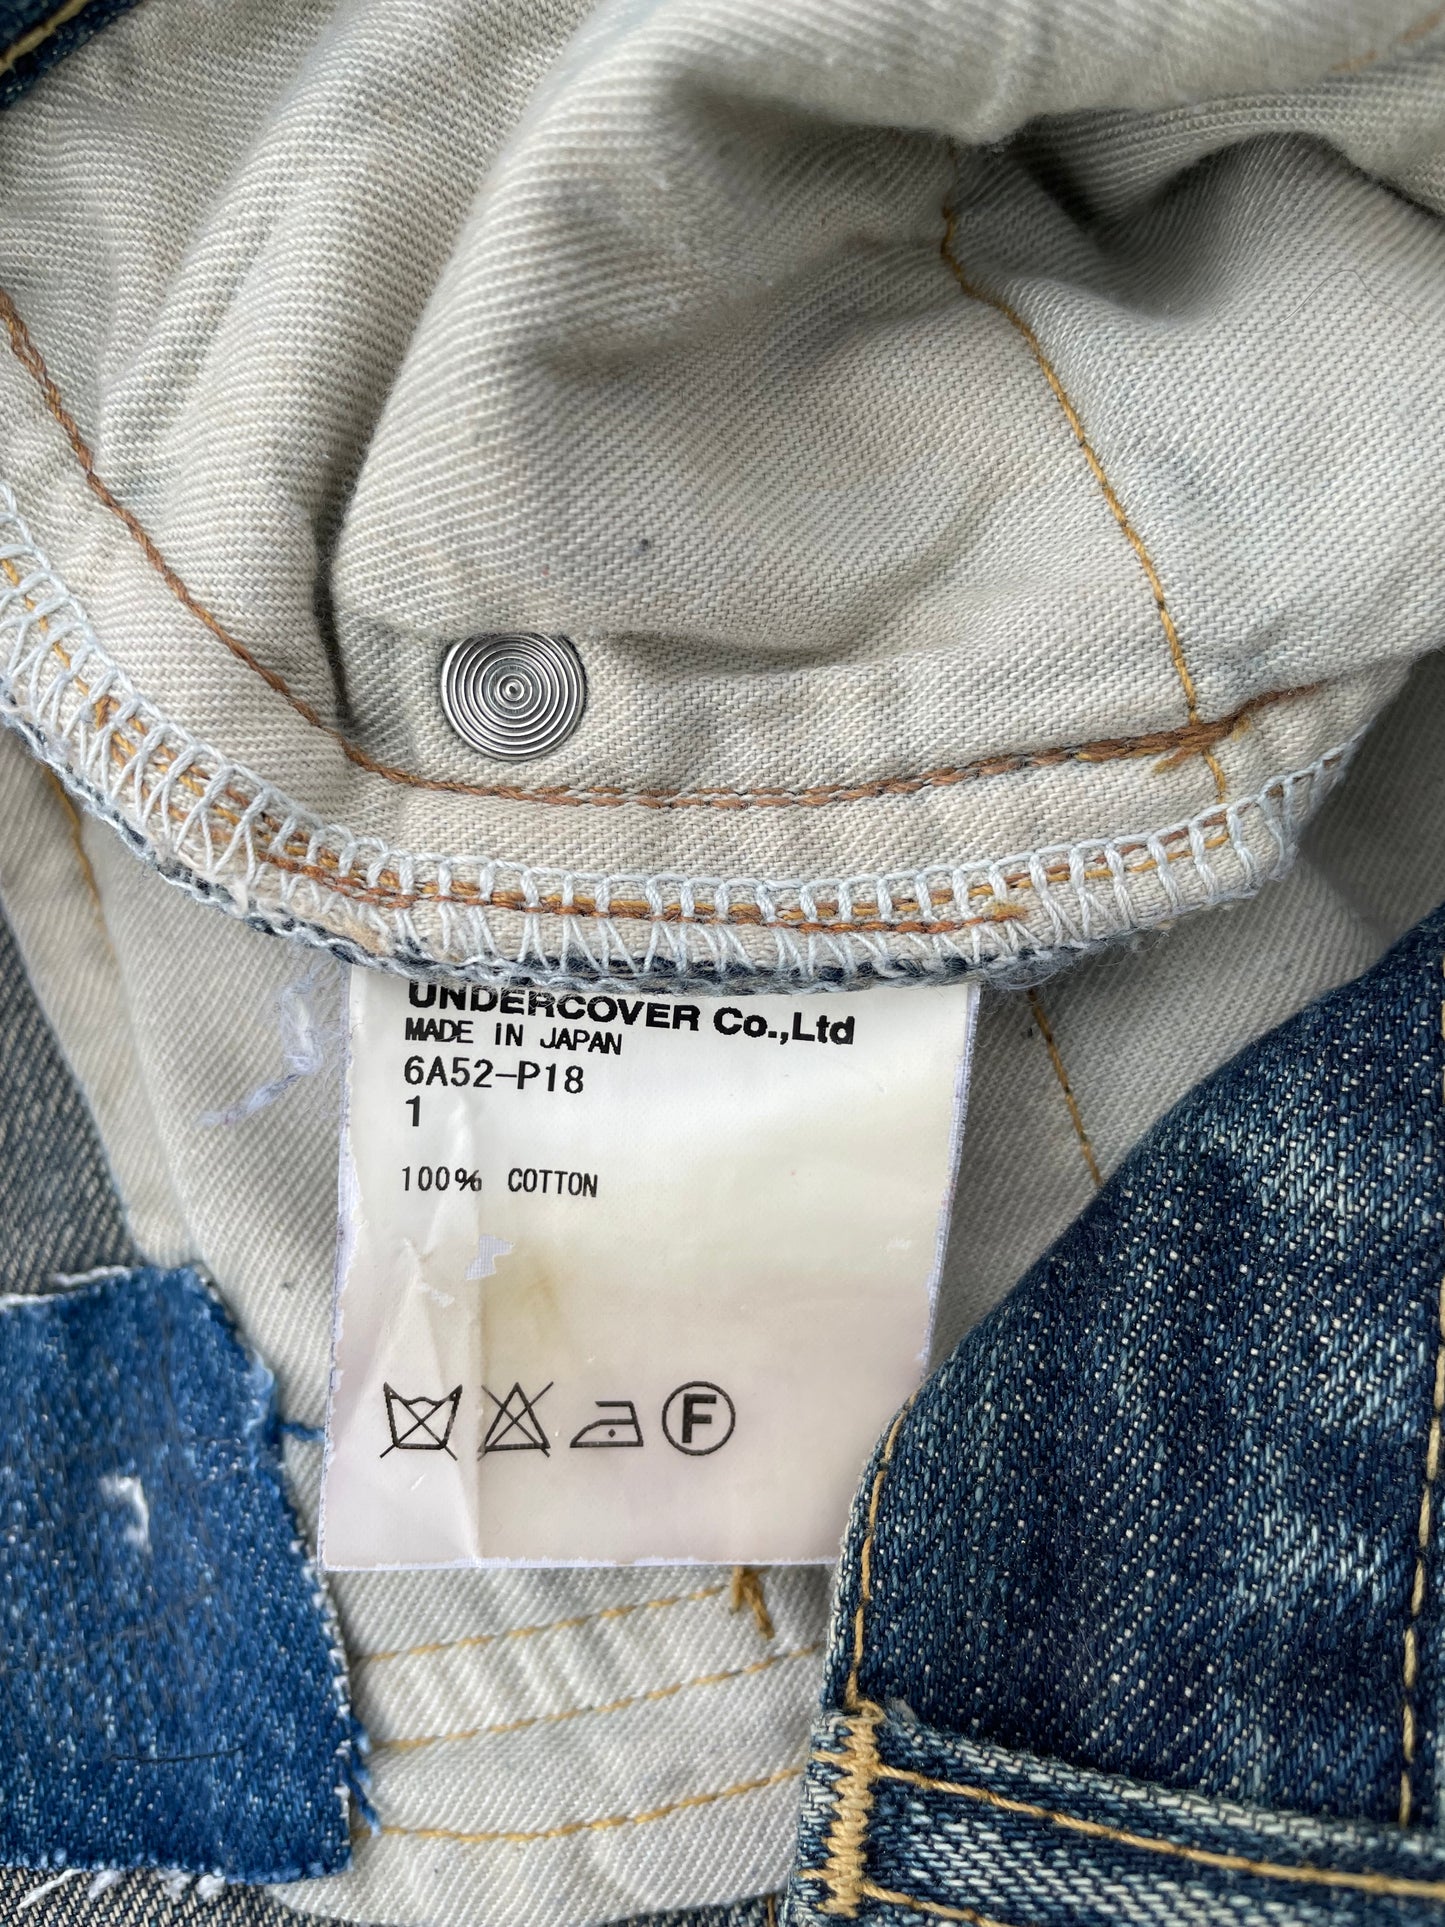 UNDERCOVER Co.,Ltd
MADE IN JAPAN
6A52-P18
1
100% COTTON
F